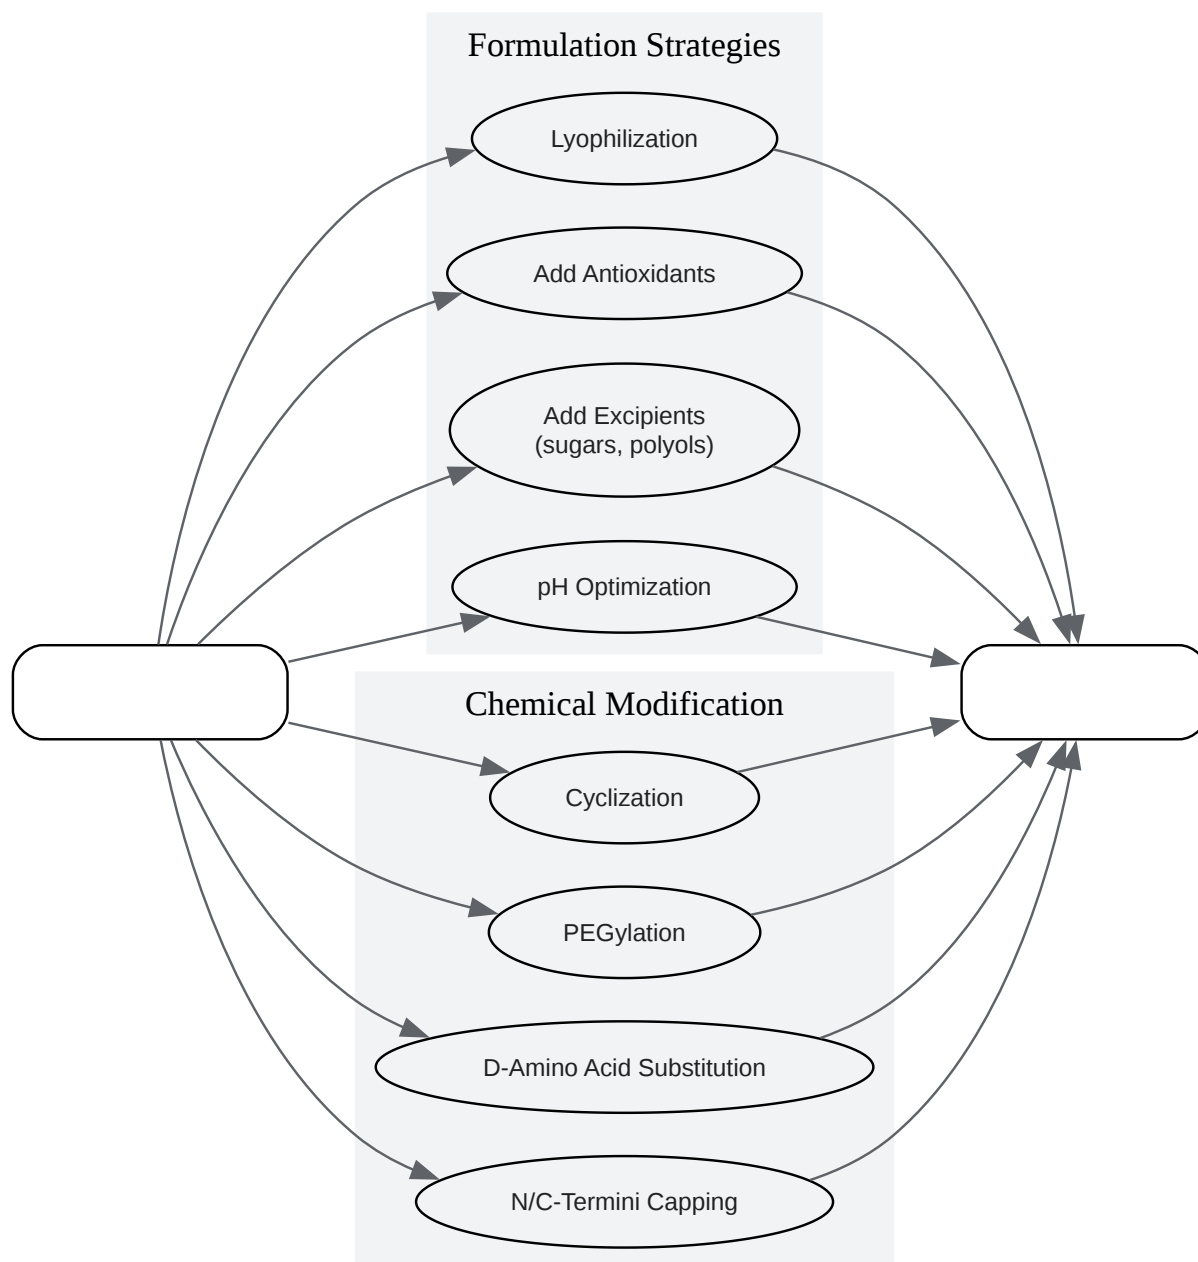 Formulation Strategies
Lyophilization
Add Antioxidants
Add Excipients
(sugars, polyols)
pH Optimization
Chemical Modification
Cyclization
PEGylation
D-Amino Acid Substitution
N/C-Termini Capping